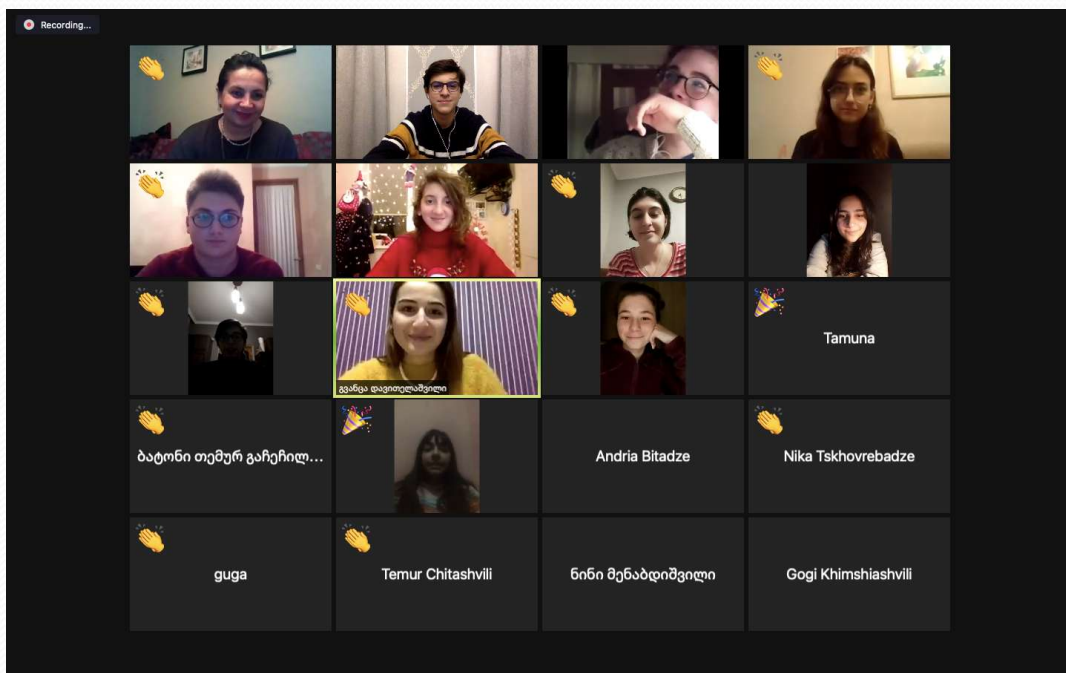 Recording...
გვანცა დავითელაშვილი
Tamuna
ბატონი თემურ გაჩეჩილ...
Andria Bitadze
Nika Tskhovrebadze
guga
Temur Chitashvili
ნინი მენაბდიშვილი
Gogi Khimshiashvili